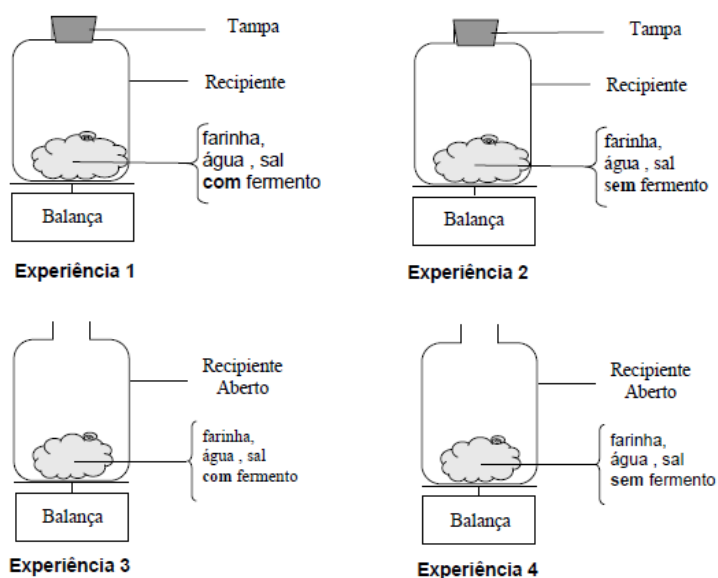 Tampa
Recipiente
farinha,
água , sal
com fermento
Balança
Experiência 1
Tampa
Recipiente
farinha,
água , sal
sem fermento
Balança
Experiência 2
Recipiente
Aberto
farinha,
água , sal
com fermento
Balança
Experiência 3
Recipiente
Aberto
farinha,
água , sal
sem fermento
Balança
Experiência 4